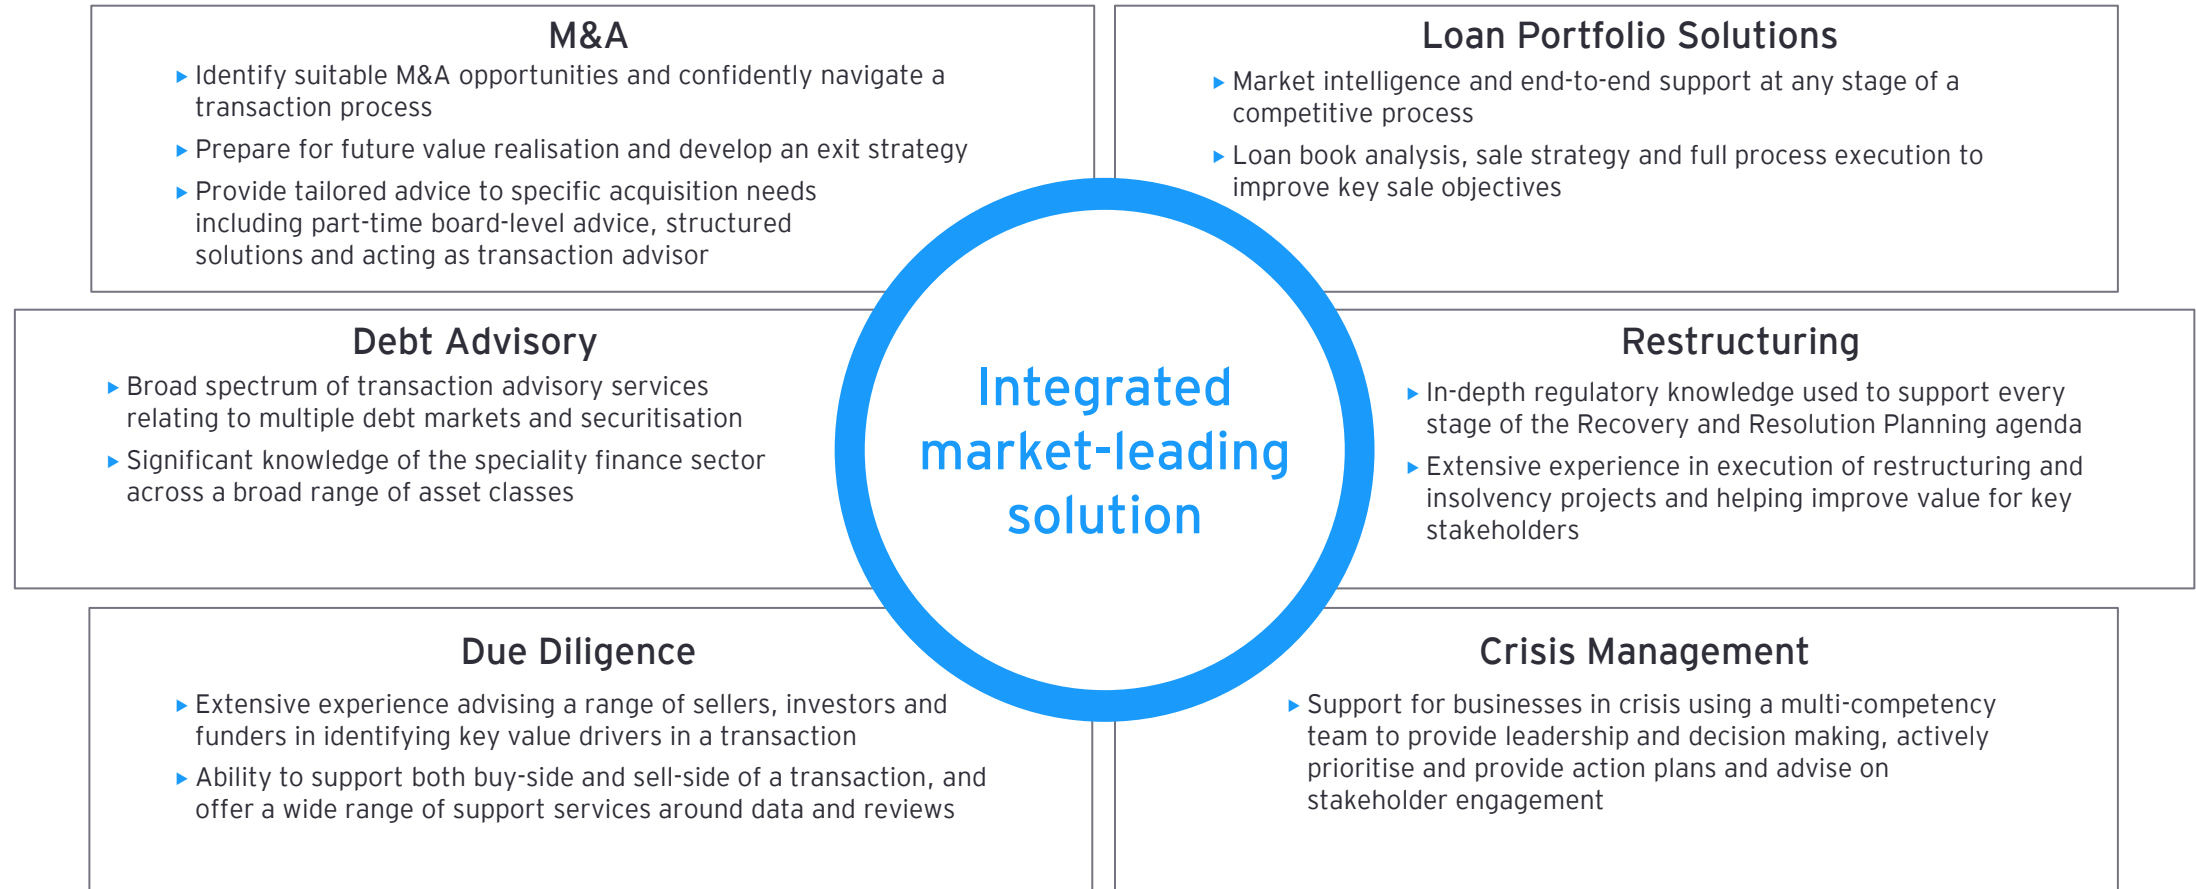 M&A
Identify suitable M&A opportunities and confidently navigate a
transaction process
Prepare for future value realisation and develop an exit strategy
Provide tailored advice to specific acquisition needs
including part-time board-level advice, structured
solutions and acting as transaction advisor
Loan Portfolio Solutions
Market intelligence and end-to-end support at any stage of a
competitive process
Loan book analysis, sale strategy and full process execution to
improve key sale objectives
Debt Advisory
Broad spectrum of transaction advisory services
relating to multiple debt markets and securitisation
Significant knowledge of the speciality finance sector
across a broad range of asset classes
Integrated
market-leading
solution
Restructuring
In-depth regulatory knowledge used to support every
stage of the Recovery and Resolution Planning agenda
Extensive experience in execution of restructuring and
insolvency projects and helping improve value for key
stakeholders
Due Diligence
Extensive experience advising a range of sellers, investors and
funders in identifying key value drivers in a transaction
Ability to support both buy-side and sell-side of a transaction, and
offer a wide range of support services around data and reviews
Crisis Management
Support for businesses in crisis using a multi-competency
team to provide leadership and decision making, actively
prioritise and provide action plans and advise on
stakeholder engagement